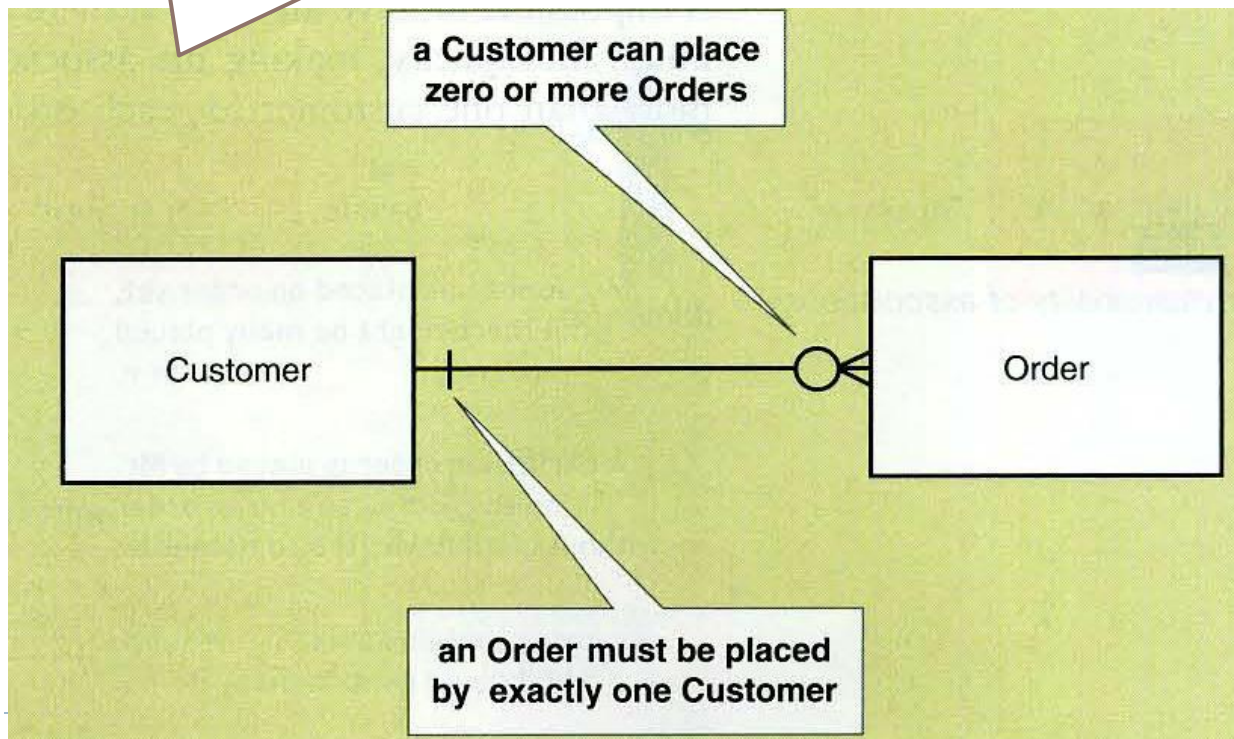 a Customer can place
zero or more Orders
Customer
Order
an Order must be placed
by exactly one Customer